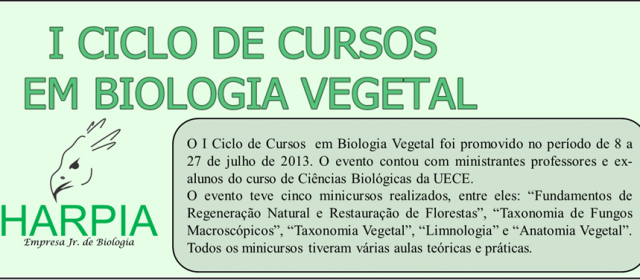 I CICLO DE CURSOS
EM BIOLOGIA VEGETAL
HARPIA
Empresa Jr. de Biologia
O I Ciclo de Cursos em Biologia Vegetal foi promovido no período de 8 a
27 de julho de 2013. O evento contou com ministrantes professores e ex-
alunos do curso de Ciências Biológicas da UECE.
O evento teve cinco minicursos realizados, entre eles: “Fundamentos de
Regeneração Natural e Restauração de Florestas”, “Taxonomia de Fungos
Macroscópicos”, “Taxonomia Vegetal”, “Limnologia” e “Anatomia Vegetal”.
Todos os minicursos tiveram várias aulas teóricas e práticas.